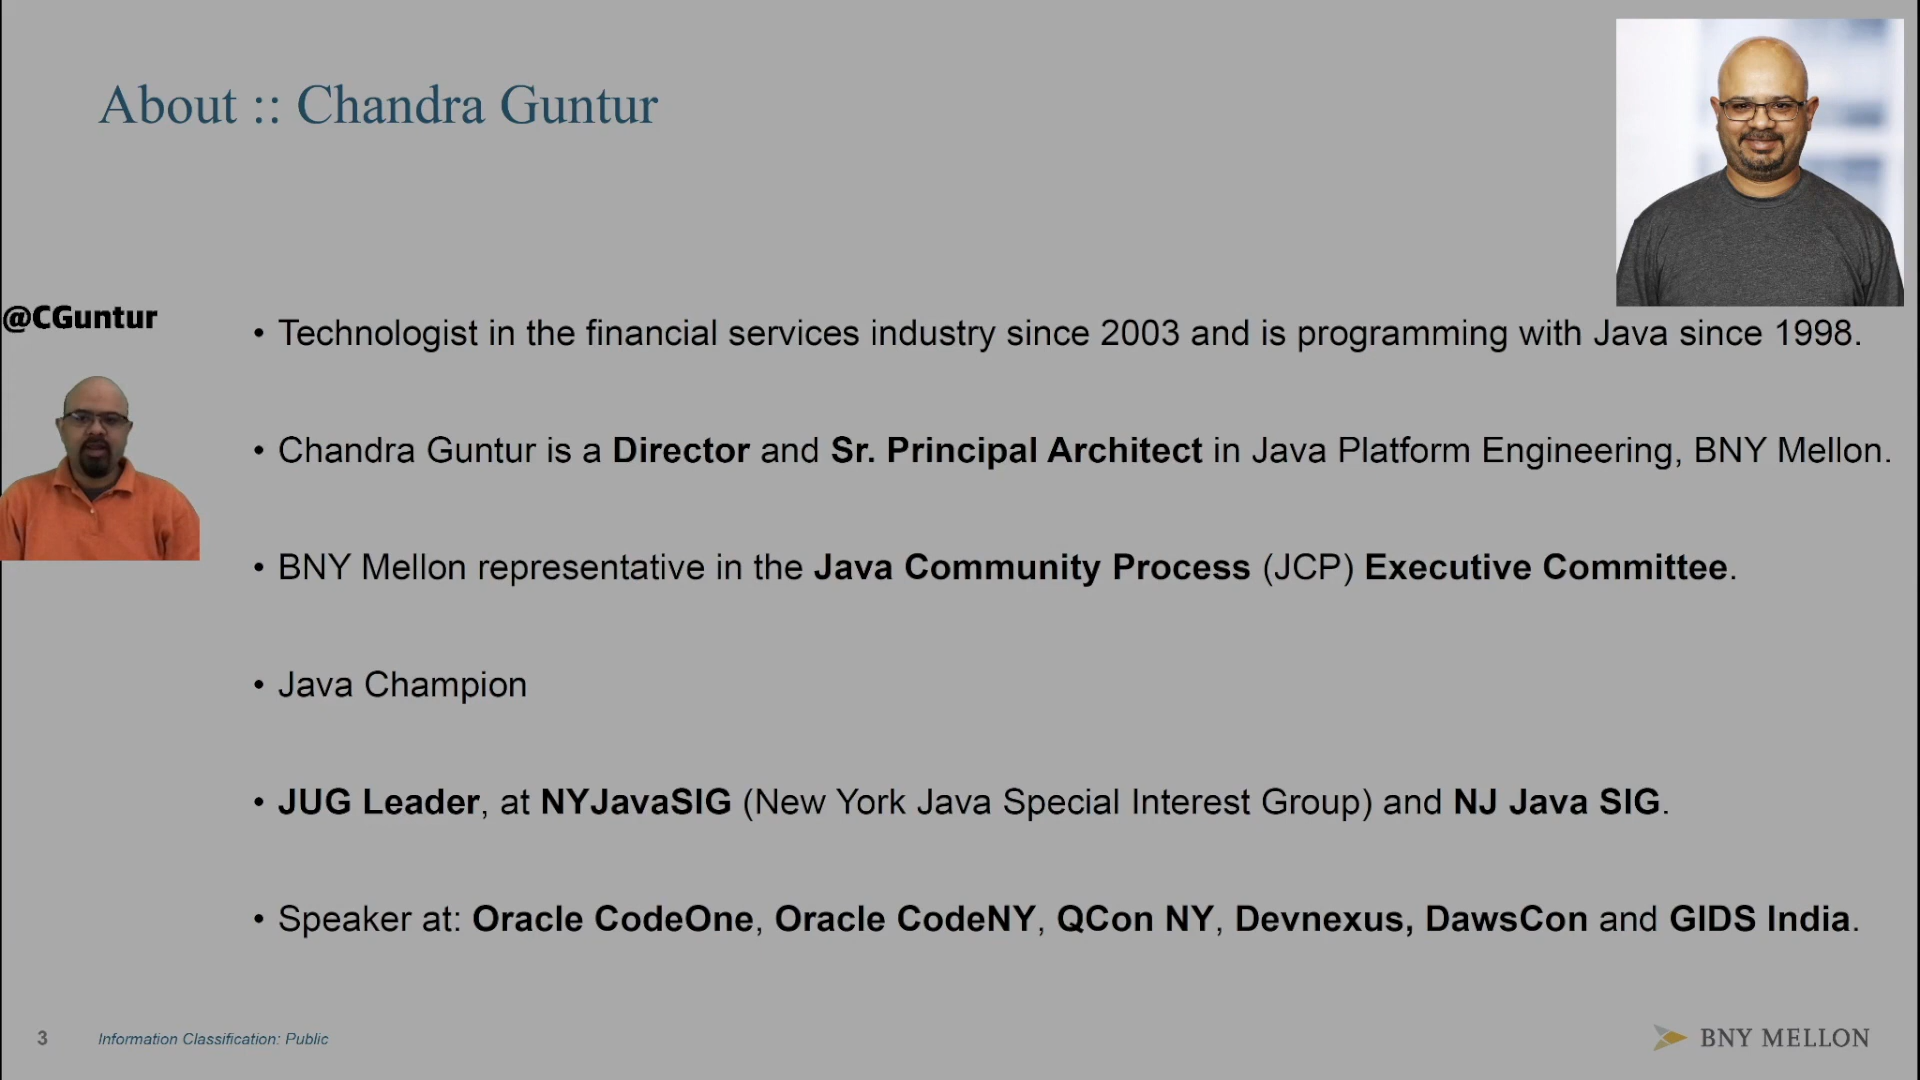 About :: Chandra Guntur
@CGuntur
• Technologist in the financial services industry since 2003 and is programming with Java since 1998.
• Chandra Guntur is a Director and Sr. Principal Architect in Java Platform Engineering, BNY Mellon.
• BNY Mellon representative in the Java Community Process (JCP) Executive Committee.
• Java Champion
• JUG Leader, at NYJavaSIG (New York Java Special Interest Group) and NJ Java SIG.
• Speaker at: Oracle CodeOne, Oracle CodeNY, QCon NY, Devnexus, DawsCon and GIDS India.
3 Information Classification: Public
BNY MELLON